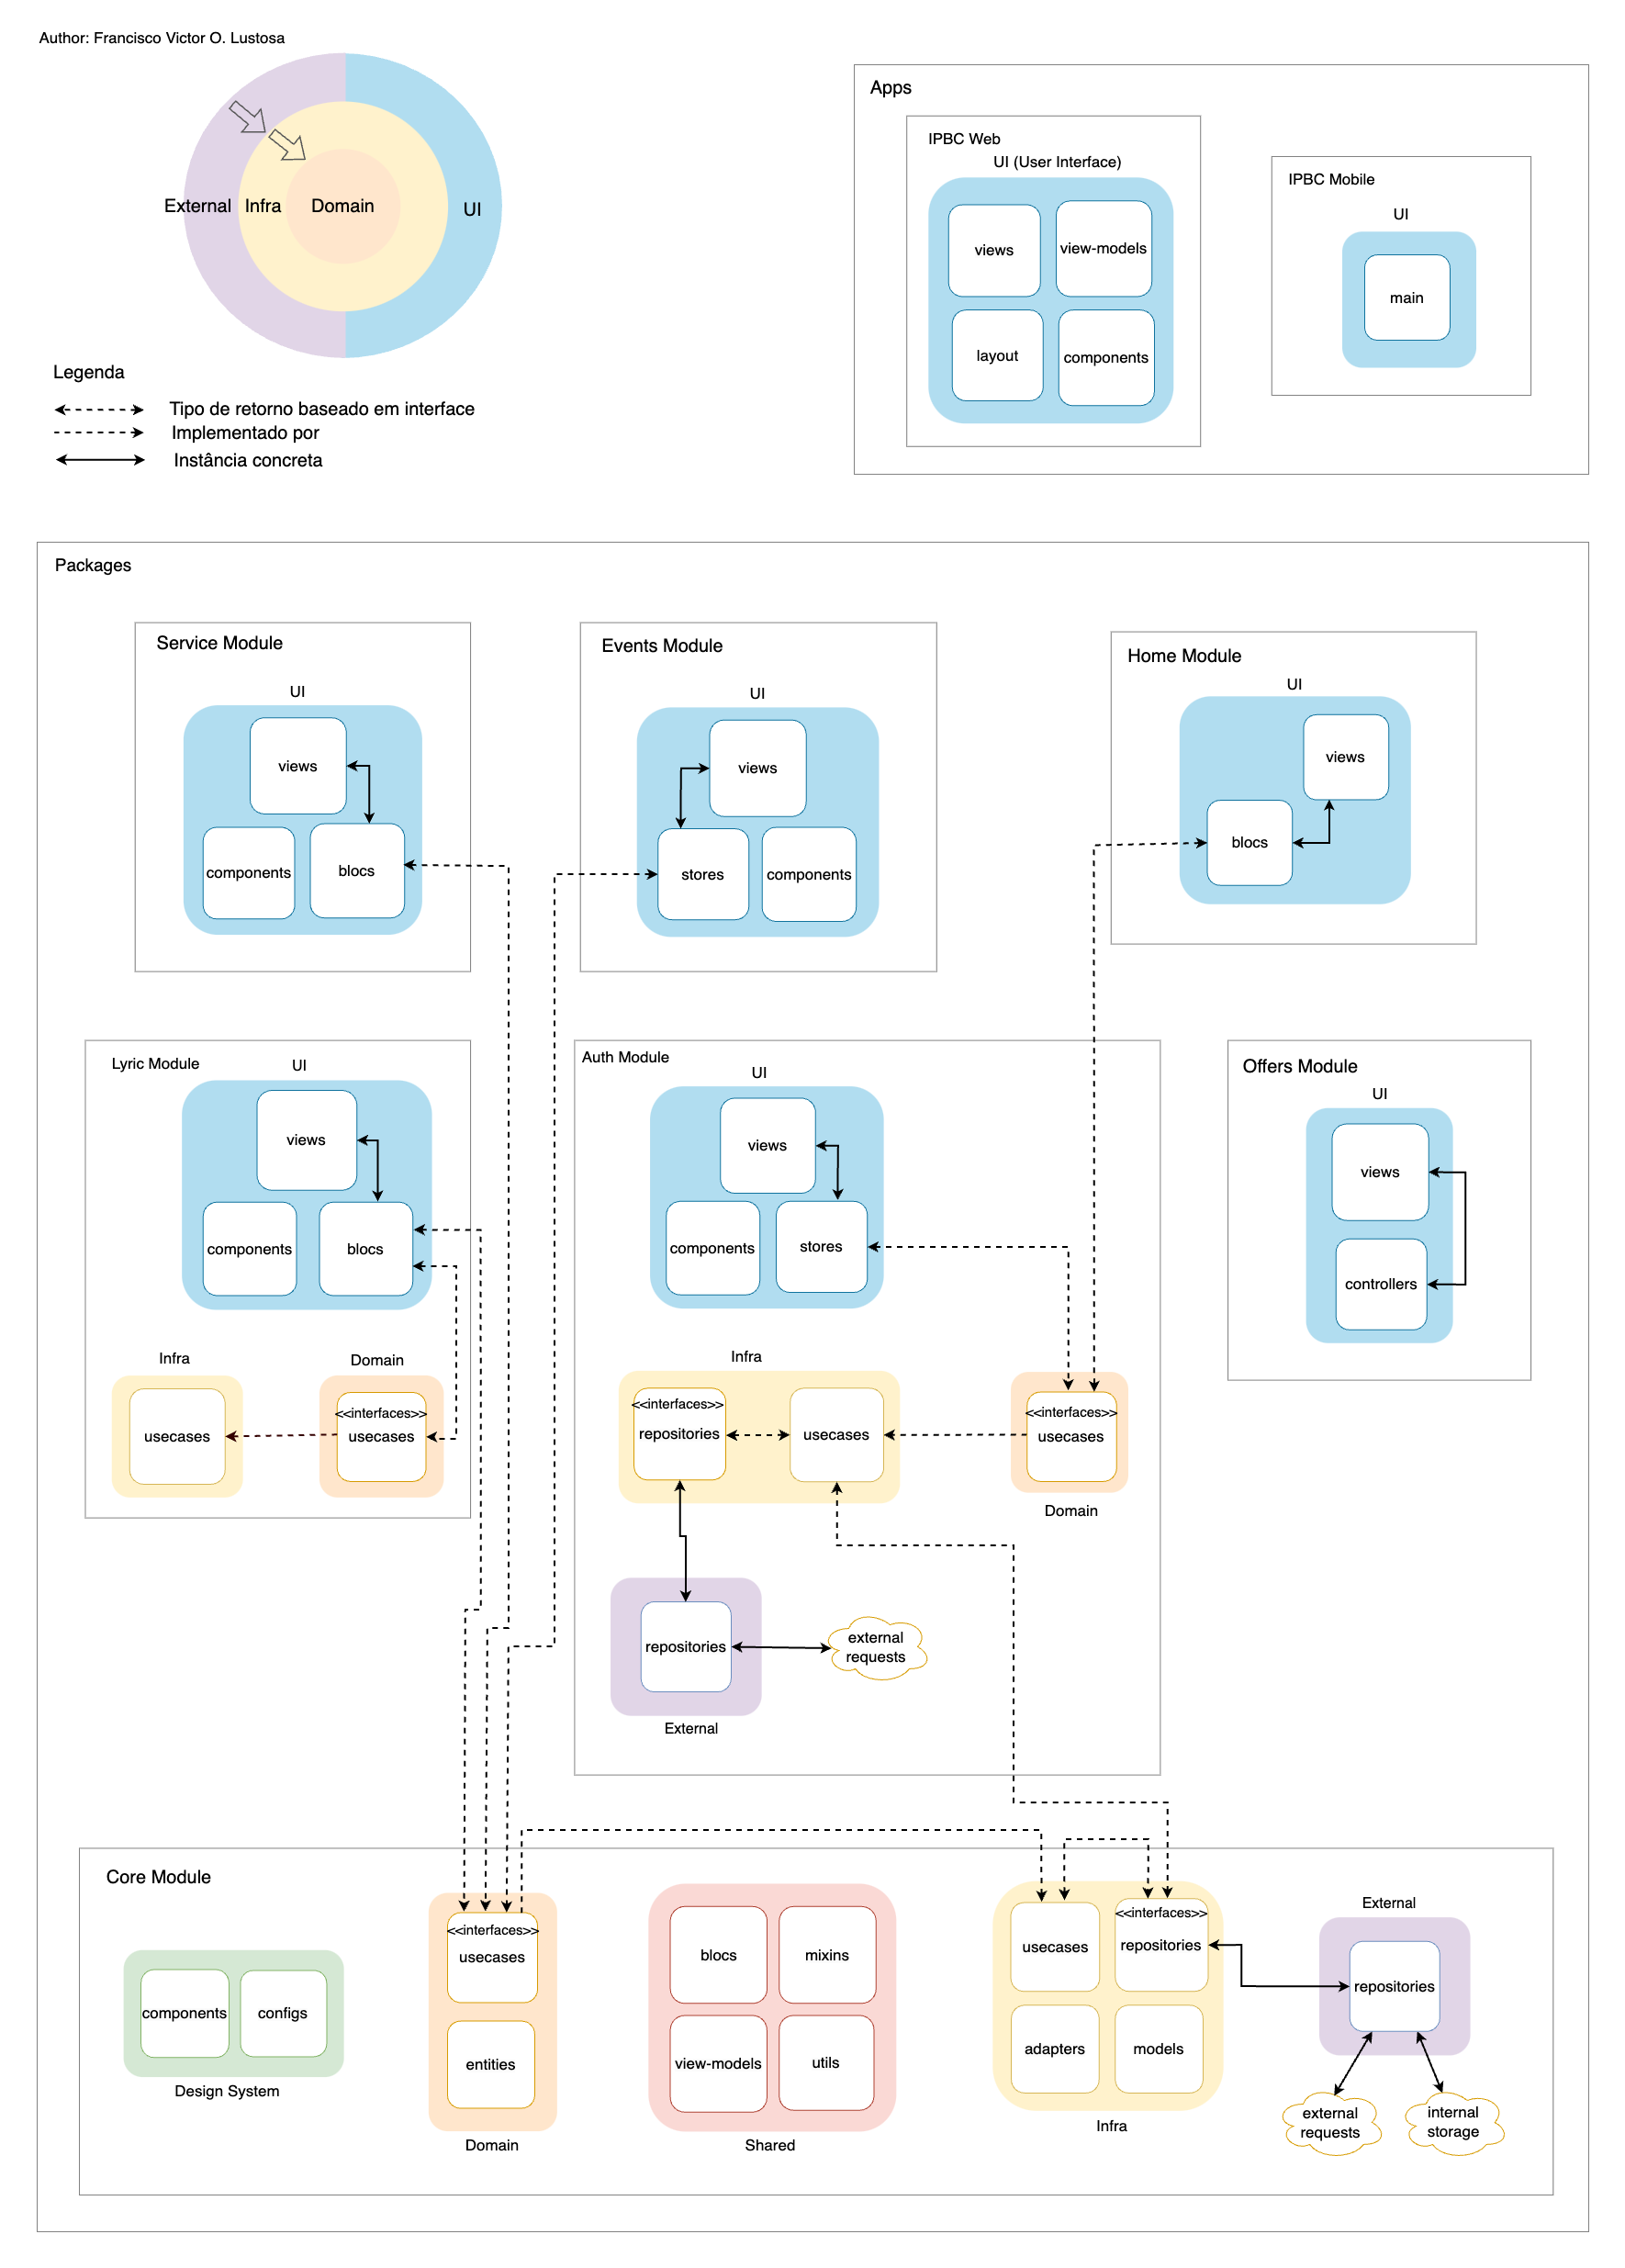 Author: Francisco Victor O. Lustosa
External
Infra
Domain
UI
Legenda
Tipo de retorno baseado em interface
Implementado por
Instância concreta
Apps
IPBC Web
UI (User Interface)
views
view-models
layout
components
IPBC Mobile
UI
main
Packages
Service Module
UI
views
components
blocs
Events Module
UI
views
stores
components
Home Module
UI
views
blocs
Lyric Module
UI
views
components
blocs
Infra
usecases
Domain
<<interfaces>>
usecases
Auth Module
UI
views
components
stores
Infra
<<interfaces>>
repositories
usecases
<<interfaces>>
usecases
Domain
repositories
External
external
requests
Offers Module
UI
views
controllers
Core Module
components
configs
Design System
<<interfaces>>
usecases
entities
Domain
blocs
mixins
view-models
utils
Shared
usecases
<<interfaces>>
repositories
adapters
models
Infra
External
repositories
external
requests
internal
storage